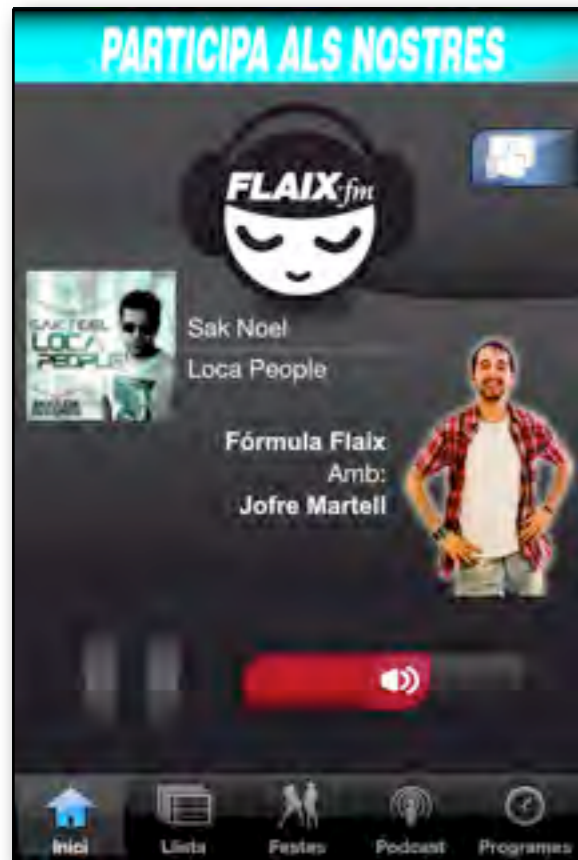 PARTICIPA ALS NOSTRES
FLAIX fm
SAK NOEL
LOCA
PEOPLE
Sak Noel
Loca People
Fórmula Flaix
Amb:
Jofre Martell
Inici
Llista
Festes
Podcast
Programes